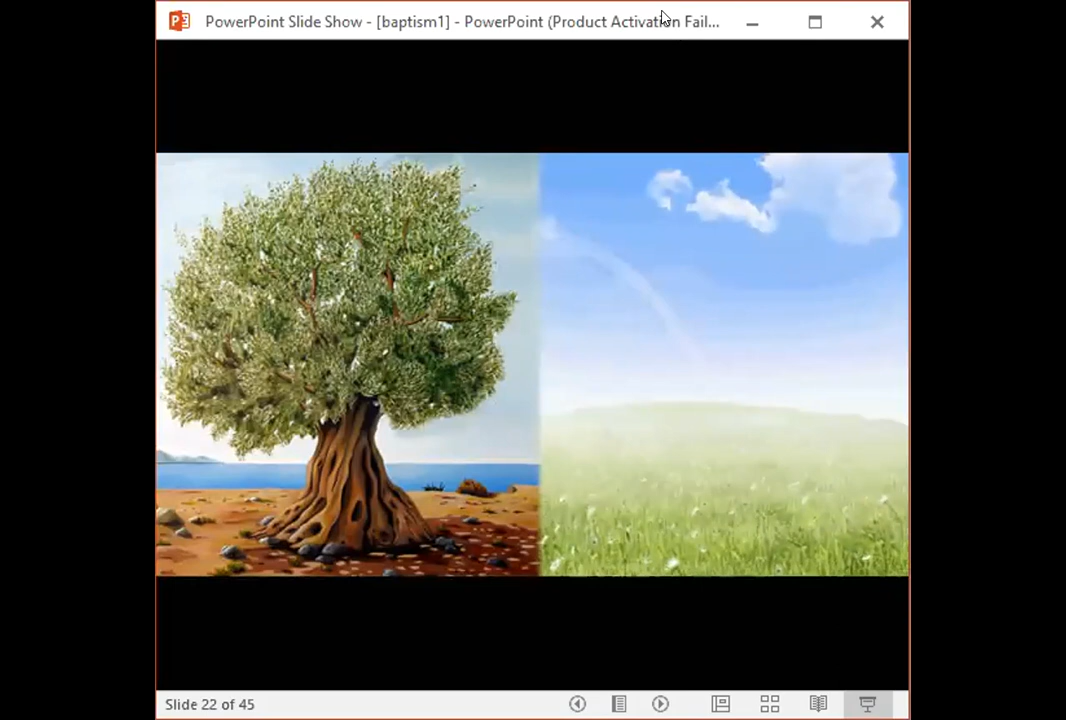 PowerPoint Slide Show - [baptism1] - PowerPoint (Product Activation Fail...
Slide 22 of 45